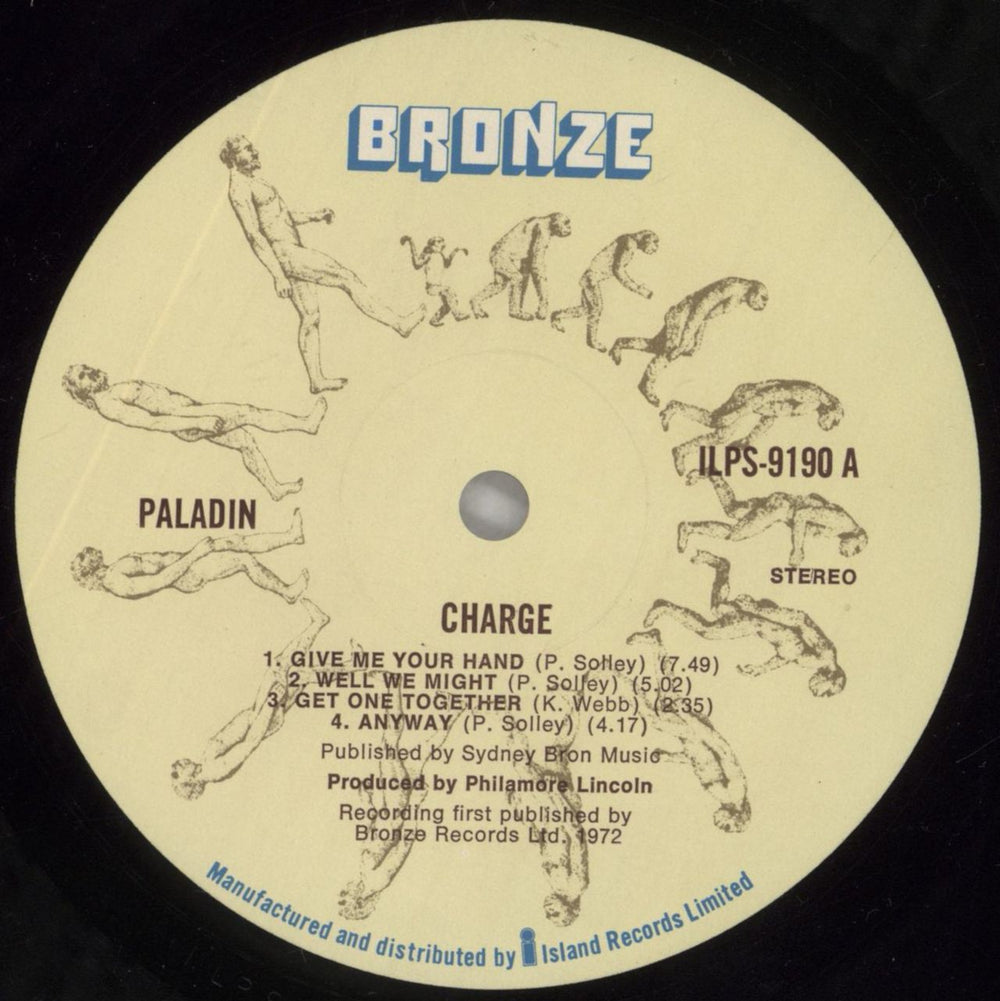 BRONZE
ILPS-9190 A
PALADIN
STEREO
CHARGE
1. GIVE ME YOUR HAND (P. Solley) (7.49)
2. WELL WE MIGHT (P. Solley) (5.02)
3. GET ONE TOGETHER (K. Webb) (2.35)
4. ANYWAY (P. Solley) (4.17)
Published by Sydney Bron Music
Produced by Philamore Lincoln
Recording first published by
Bronze Records Ltd. 1972
Manufactured and distributed by i Island Records Limited